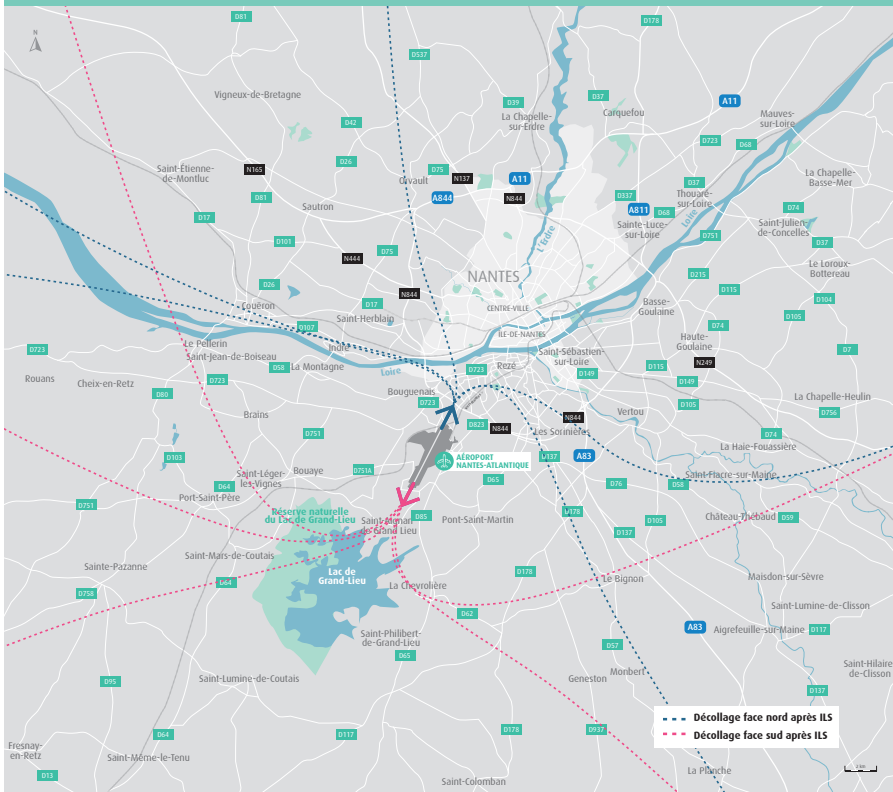 D81
D178
N
D537
Vigneux-de-Bretagne
D39
D37
A11
La Chapelle-
sur-Erdre
Carquefou
Mauves-
sur-Loire
D42
D723
D68
Saint-Étienne-
de-Montluc
N165
D26
D75
N137
Orvault
A11
La Chapelle-
Basse-Mer
D37
D81
A844
N844
D337
Thouaré-
sur-Loire
Sautron
A811
D68
D74
D17
Sainte-Luce-
sur-Loire
Loire
Saint-Julien-
de-Concelles
D101
D75
L'Erdre
D751
D37
N444
Le Loroux-
Bottereau
NANTES
D215
D26
D115
N844
D104
Couëron
D17
CENTRE-VILLE
Basse-
Goulaine
D105
Saint-Herblain
D107
ÎLE-DE-NANTES
D74
Indre
Haute-
Goulaine
Le Pellerin
Saint-Jean-de-Boiseau
D723
D7
Saint-Sébastien-
sur-Loire
D58
La Montagne
Loire
D723
Rezé
D115
N249
Rouans
Cheix-en-Retz
D723
D149
D149
D80
Bouguenais
D723
La Chapelle-Heulin
D105
Brains
Vertou
D756
D823
N844
N844
D751
Les Sorinières
D74
La Haie-Fouassière
D103
AÉROPORT
NANTES-ATLANTIQUE
D137
A83
D751A
Bouaye
Saint-Léger-
les-Vignes
Saint-Fiacre-sur-Maine
D64
D65
D76
D58
Port-Saint-Père
D751
Réserve naturelle
du Lac de Grand-Lieu
Saint-Aignan
de Grand Lieu
D85
Pont-Saint-Martin
D178
D105
Château-Thébaud
D59
D137
Saint-Mars-de-Coutais
Sainte-Pazanne
D64
Lac de
Grand-Lieu
D178
Le Bignon
Maisdon-sur-Sèvre
D758
La Chevrolière
D62
Saint-Lumine-de-Clisson
A83
Aigrefeuille-sur-Maine
D117
Saint-Philibert-
de-Grand-Lieu
D65
D57
Saint-Hilaire
de-Clisson
Saint-Lumine-de-Coutais
Geneston
Monbert
D95
D137
Décollage face nord après ILS
Décollage face sud après ILS
D64
D117
D178
D937
Fresnay-
en-Retz
Saint-Même-le-Tenu
La Planche
D13
Saint-Colomban